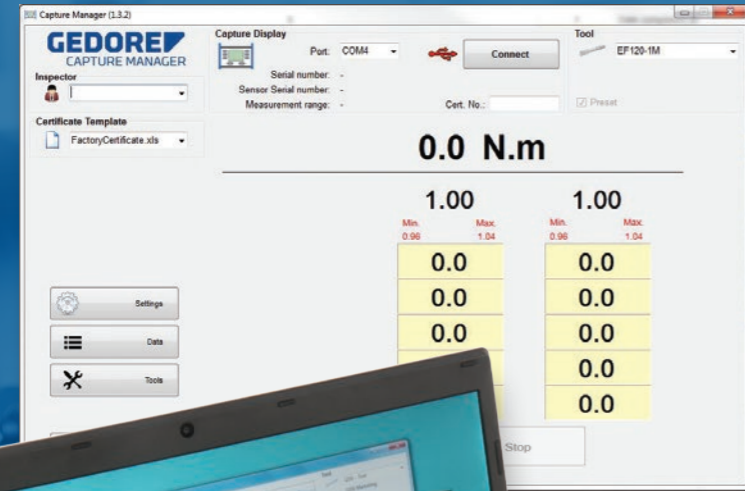 Capture Manager (1.3.2)
GEDORE
CAPTURE MANAGER
Inspector
Certificate Template
FactoryCertificate.xls
Capture Display
Port: COM4
Connect
Serial number: -
Sensor Serial number: -
Measurement range: -
Cert. No.:
Tool
EF120-1M
Preset
0.0 N.m
1.00 1.00
Min. Max. Min. Max.
0.96 1.04 0.96 1.04
0.0 0.0
0.0 0.0
0.0 0.0
0.0
0.0
Settings
Data
Tools
Stop
Tool